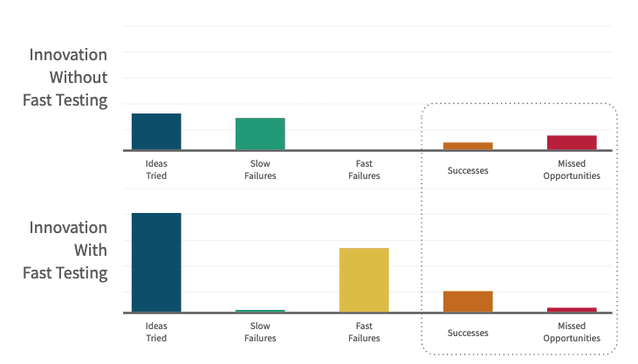 Innovation
Without
Fast Testing
Ideas
Tried
Slow
Failures
Fast
Failures
Successes
Missed
Opportunities
Innovation
With
Fast Testing
Ideas
Tried
Slow
Failures
Fast
Failures
Successes
Missed
Opportunities